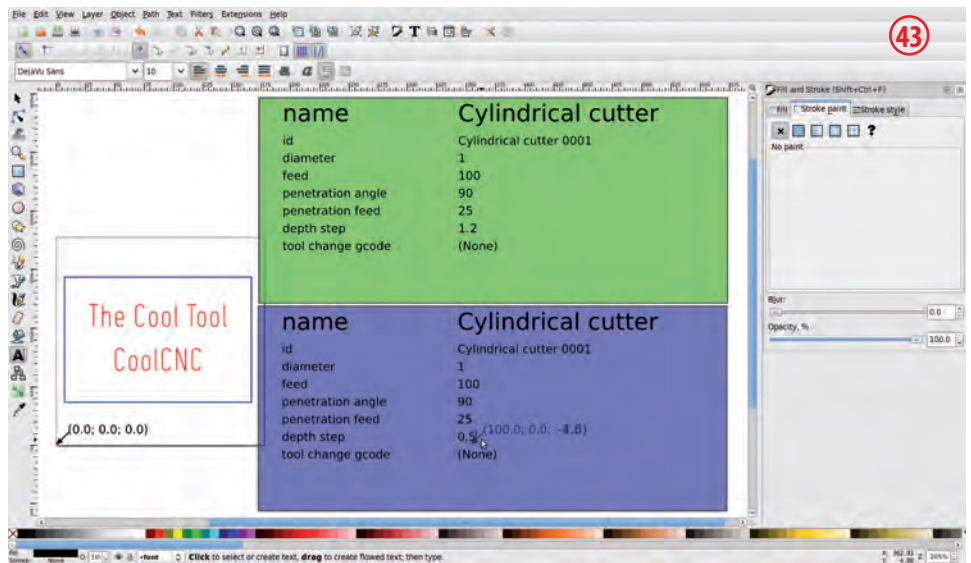 File Edit View Layer Object Path Text Filters Extensions Help
43
DejaVu Sans 10
Fill and Stroke (Shift+Ctrl+F)
Fill Stroke paint Stroke style
?
No paint
name Cylindrical cutter
id Cylindrical cutter 0001
diameter 1
feed 100
penetration angle 90
penetration feed 25
depth step 1.2
tool change gcode (None)
The Cool Tool
CoolCNC
(0.0; 0.0; 0.0)
name Cylindrical cutter
id Cylindrical cutter 0001
diameter 1
feed 100
penetration angle 90
penetration feed 25
(100.0; 0.0;
depth step 0.5
tool change gcode (None)
Blur:
0.0
Opacity, %
100.0
Click to select or create text, drag to create flowed text; then type.